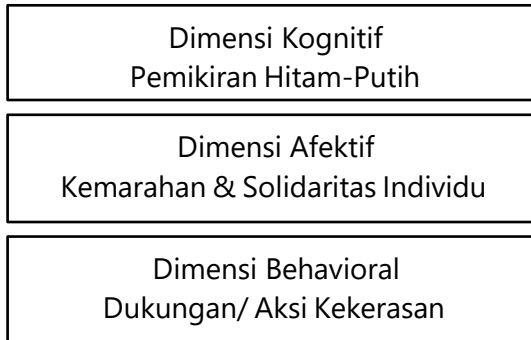 Dimensi Kognitif
Pemikiran Hitam-Putih
Dimensi Afektif
Kemarahan & Solidaritas Individu
Dimensi Behavioral
Dukungan/ Aksi Kekerasan